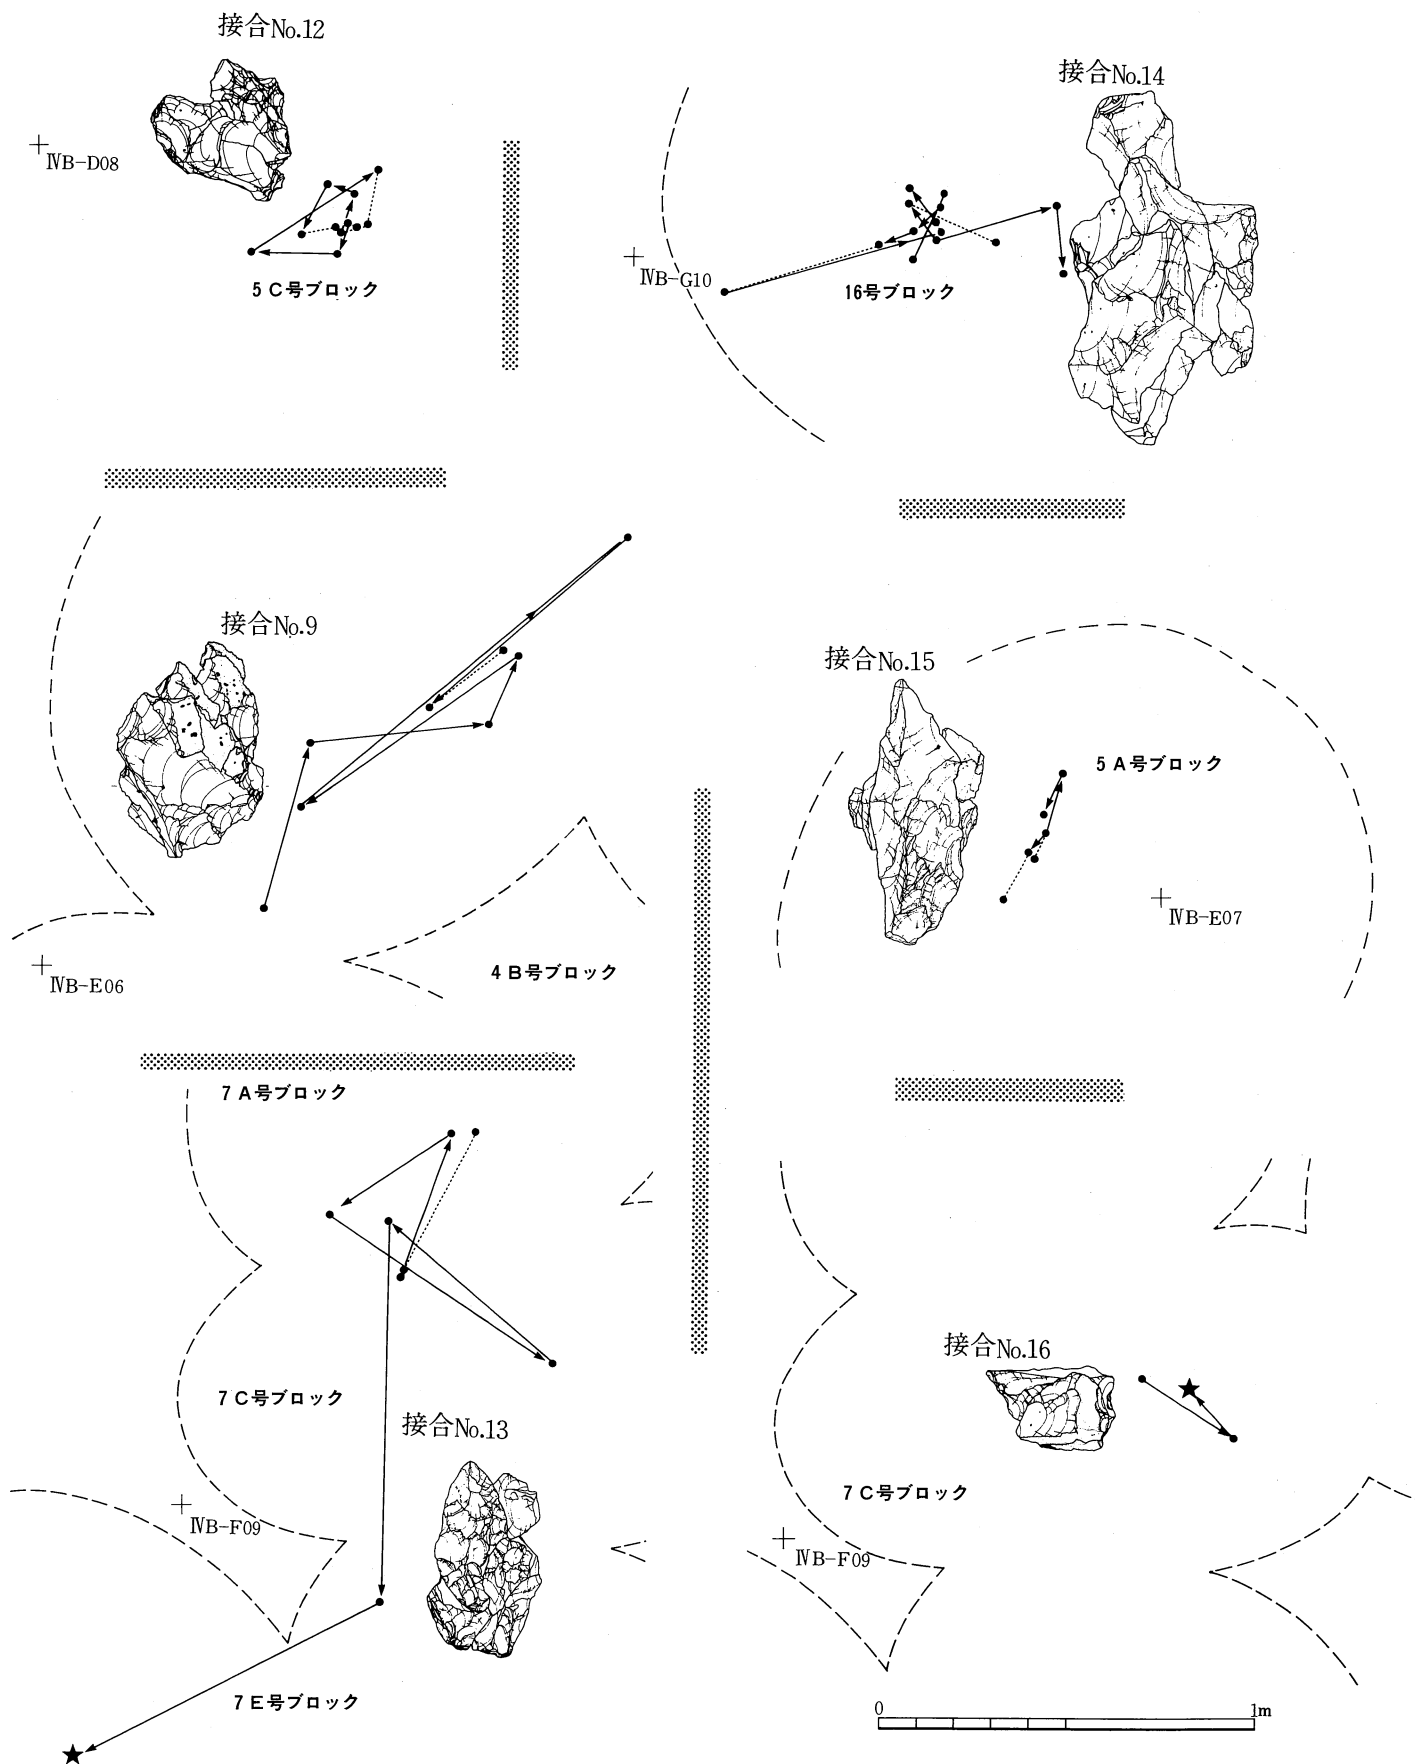 接合No.12
ⅣB-D08
5 C号ブロック
接合No.14
ⅣB-G10
16号ブロック
接合No.9
ⅣB-E06
4 B号ブロック
接合No.15
5 A号ブロック
ⅣB-E07
7 A号ブロック
7 C号ブロック
接合No.13
ⅣB-F09
7 E号ブロック
接合No.16
7 C号ブロック
ⅣB-F09
0 1m